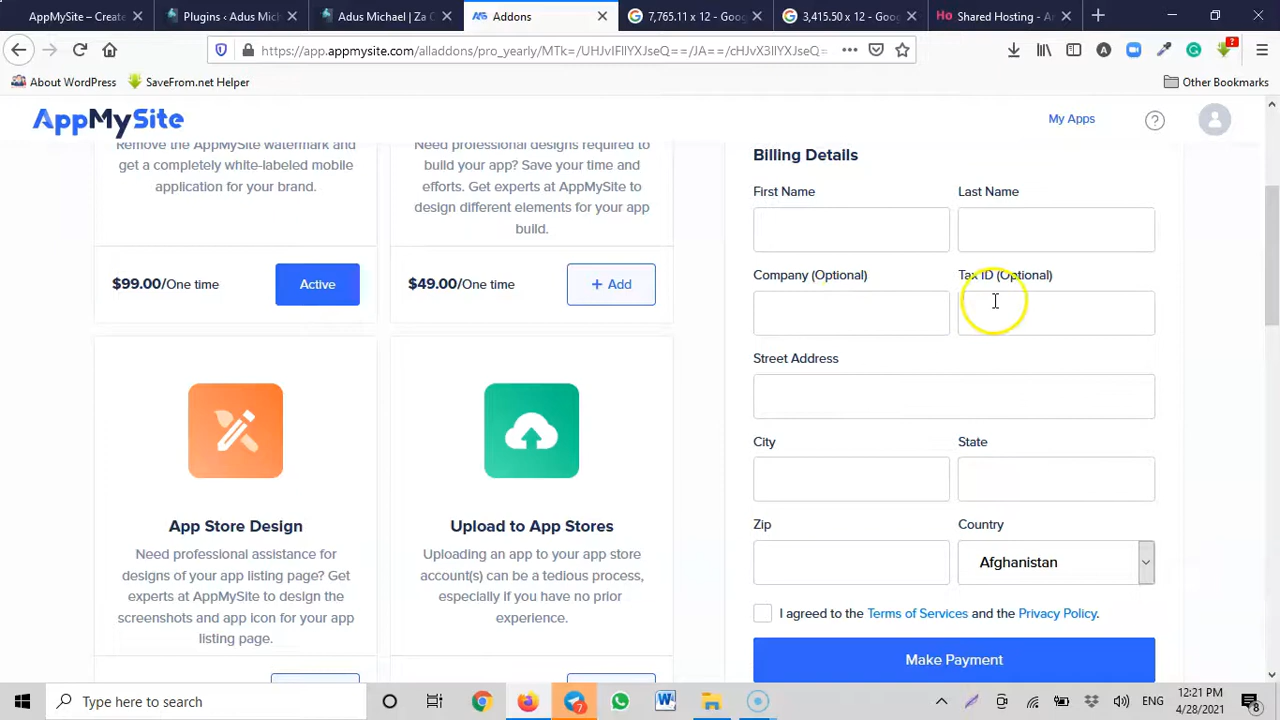 AppMySite - Create
Plugins ‹ Adus Mich
Adus Michael | Za C
Addons
7,765.11 x 12 - Goog
3,415.50 x 12 - Goog
Shared Hosting - A
https://app.appmysite.com/alladdons/pro_yearly/MTk=/UHJvIFllYXJseQ==/JA==/cHJvX3llYXJseQ=
About WordPress
SaveFrom.net Helper
Other Bookmarks
AppMySite
My Apps
Remove the AppMySite watermark and
get a completely white-labeled mobile
application for your brand.
$99.00/One time
Active
Need professional designs required to
build your app? Save your time and
efforts. Get experts at AppMySite to
design different elements for your app
build.
$49.00/One time
+ Add
App Store Design
Need professional assistance for
designs of your app listing page? Get
experts at AppMySite to design the
screenshots and app icon for your app
listing page.
Upload to App Stores
Uploading an app to your app store
account(s) can be a tedious process,
especially if you have no prior
experience.
Billing Details
First Name
Last Name
Company (Optional)
Tax ID (Optional)
Street Address
City
State
Zip
Country
Afghanistan
I agreed to the Terms of Services and the Privacy Policy.
Make Payment
Type here to search
7
ENG
12:21 PM
4/28/2021
8